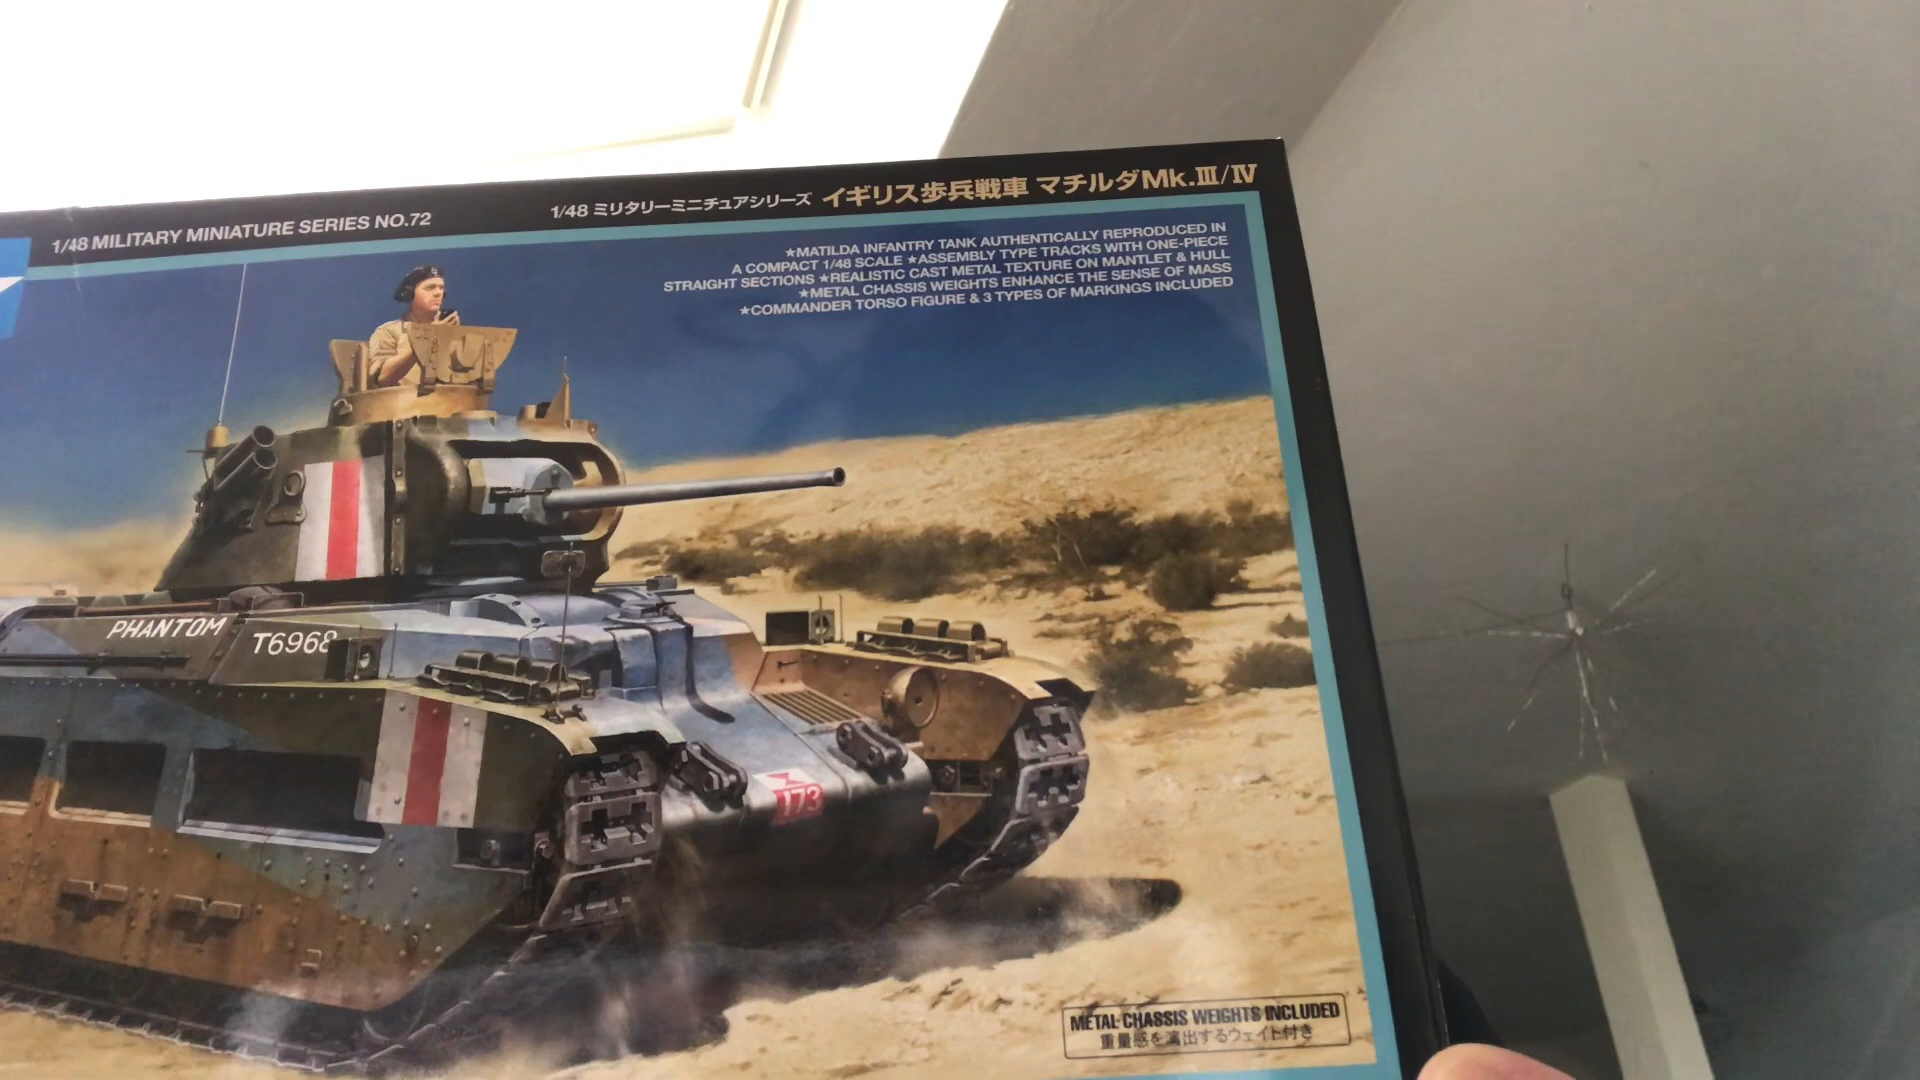 1/48 MILITARY MINIATURE SERIES NO.72
1/48 ミリタリーミニチュアシリーズ イギリス歩兵戦車 マチルダMk.Ⅲ/Ⅳ
★MATILDA INFANTRY TANK AUTHENTICALLY REPRODUCED IN
A COMPACT 1/48 SCALE ★ASSEMBLY TYPE TRACKS WITH ONE-PIECE
STRAIGHT SECTIONS ★REALISTIC CAST METAL TEXTURE ON MANTLET & HULL
★METAL CHASSIS WEIGHTS ENHANCE THE SENSE OF MASS
★COMMANDER TORSO FIGURE & 3 TYPES OF MARKINGS INCLUDED
PHANTOM
T6968
173
METAL CHASSIS WEIGHTS INCLUDED
重量感を演出するウェイト付き